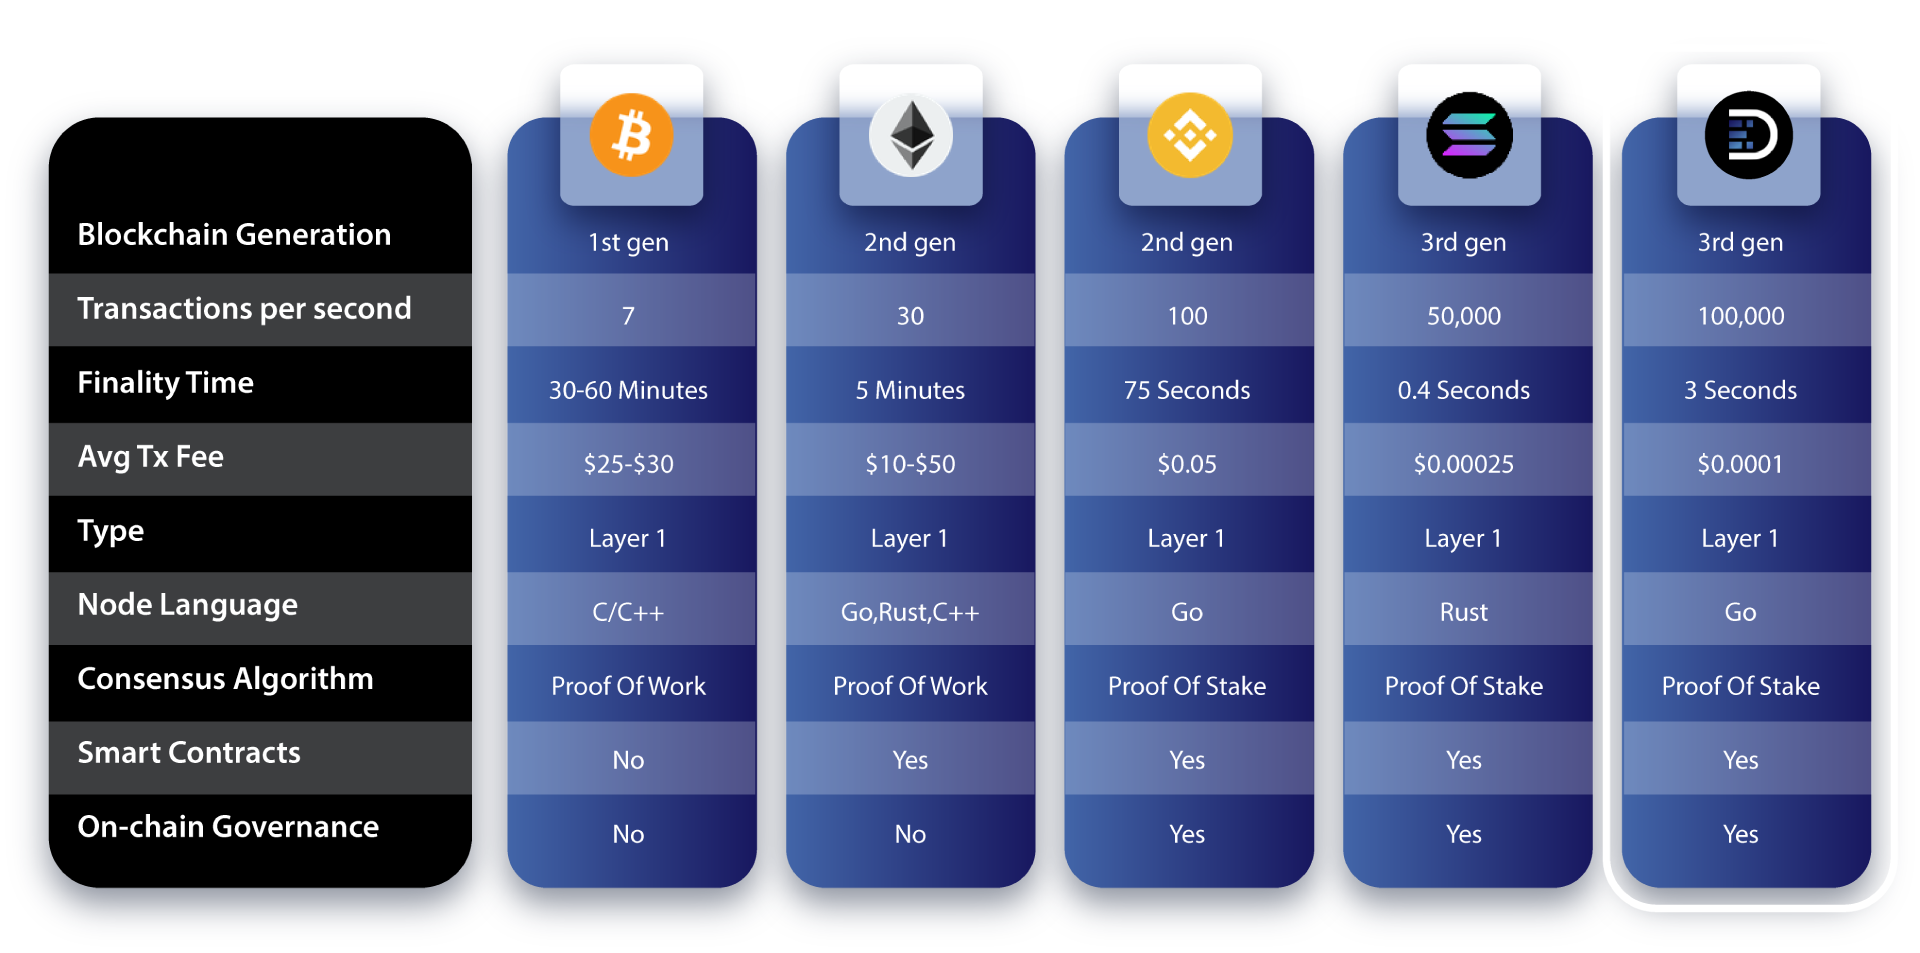 Blockchain Generation 1st gen 2nd gen 2nd gen 3rd gen 3rd gen
Transactions per second 7 30 100 50,000 100,000
Finality Time 30-60 Minutes 5 Minutes 75 Seconds 0.4 Seconds 3 Seconds
Avg Tx Fee $25-$30 $10-$50 $0.05 $0.00025 $0.0001
Type Layer 1 Layer 1 Layer 1 Layer 1 Layer 1
Node Language C/C++ Go,Rust,C++ Go Rust Go
Consensus Algorithm Proof Of Work Proof Of Work Proof Of Stake Proof Of Stake Proof Of Stake
Smart Contracts No Yes Yes Yes Yes
On-chain Governance No No Yes Yes Yes